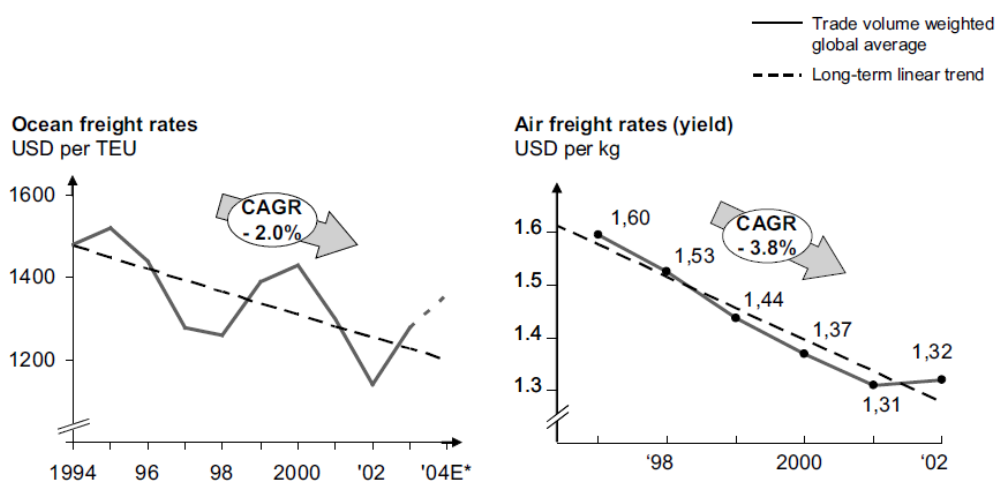 Trade volume weighted
global average
Long-term linear trend
Ocean freight rates
USD per TEU
1600
1400
1200
CAGR
- 2.0%
1994 96 98 2000 '02 '04E*
Air freight rates (yield)
USD per kg
1.6
1.5
1.4
1.3
1,60
1,53
1,44
1,37
1,31
1,32
CAGR
- 3.8%
‘98 2000 ‘02